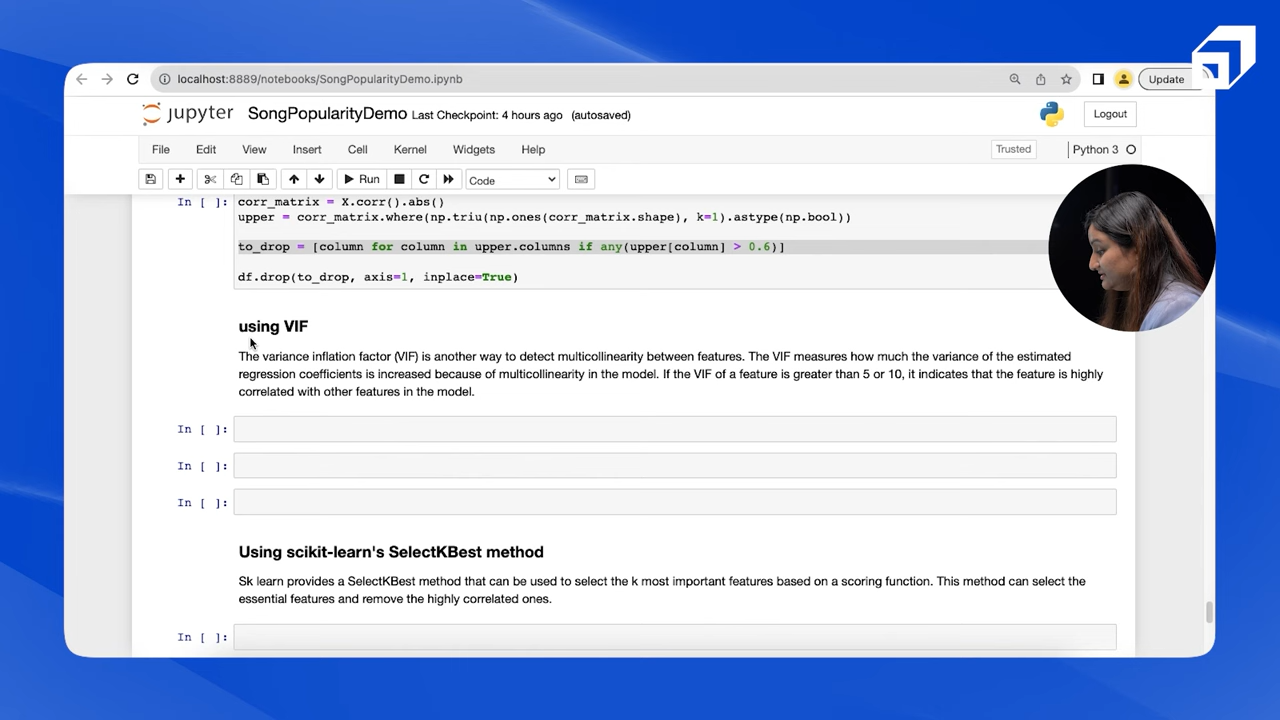 localhost:8889/notebooks/SongPopularityDemo.ipynb
Update
jupyter SongPopularityDemo Last Checkpoint: 4 hours ago (autosaved)
Logout
File Edit View Insert Cell Kernel Widgets Help
Trusted
Python 3
Run
Code
In [ ]: corr_matrix = X.corr().abs()
upper = corr_matrix.where(np.triu(np.ones(corr_matrix.shape), k=1).astype(np.bool))
to_drop = [column for column in upper.columns if any(upper[column] > 0.6)]
df.drop(to_drop, axis=1, inplace=True)
using VIF
The variance inflation factor (VIF) is another way to detect multicollinearity between features. The VIF measures how much the variance of the estimated
regression coefficients is increased because of multicollinearity in the model. If the VIF of a feature is greater than 5 or 10, it indicates that the feature is highly
correlated with other features in the model.
In [ ]:
In [ ]:
In [ ]:
Using scikit-learn's SelectKBest method
Sk learn provides a SelectKBest method that can be used to select the k most important features based on a scoring function. This method can select the
essential features and remove the highly correlated ones.
In [ ]: